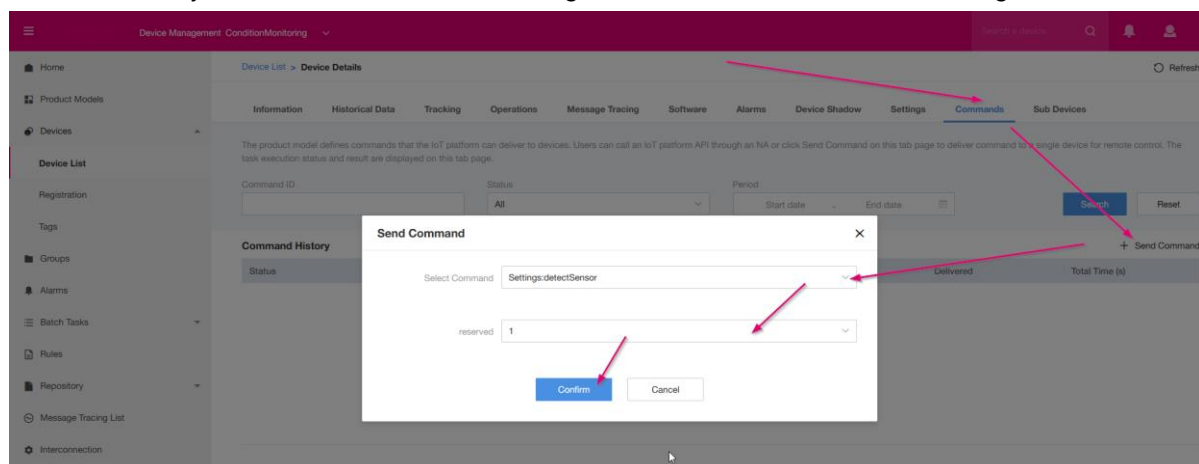 Device Management ConditionMonitoring
Search a device
Home
Device List > Device Details
Refresh
Product Models
Information Historical Data Tracking Operations Message Tracing Software Alarms Device Shadow Settings Commands Sub Devices
Devices
The product model defines commands that the IoT platform can deliver to devices. Users can call an IoT platform API through an NA or click Send Command on this tab page to deliver command to a single device for remote control. The
task execution status and result are displayed on this tab page.
Device List
Registration
Command ID Status Period
All Start date - End date Search Reset
Tags
Groups
Command History + Send Command
Status Delivered Total Time (s)
Send Command
Select Command Settings:detectSensor
reserved 1
Confirm Cancel
Alarms
Batch Tasks
Rules
Repository
Message Tracing List
Interconnection